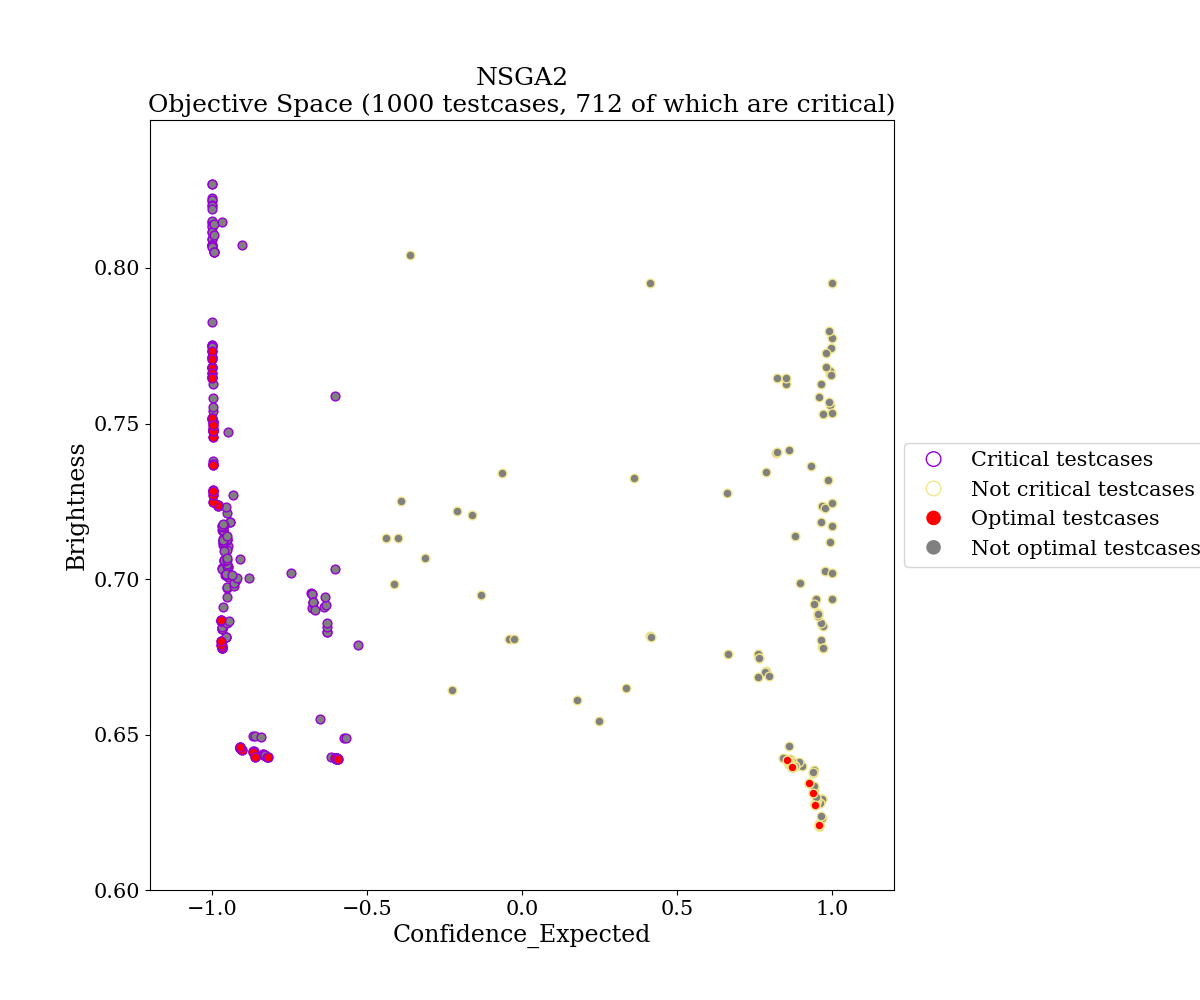 NSGA2
Objective Space (1000 testcases, 712 of which are critical)
0.80
0.75
0.70
0.65
0.60
Brightness
−1.0
−0.5
0.0
0.5
1.0
Confidence_Expected
Critical testcases
Not critical testcases
Optimal testcases
Not optimal testcases